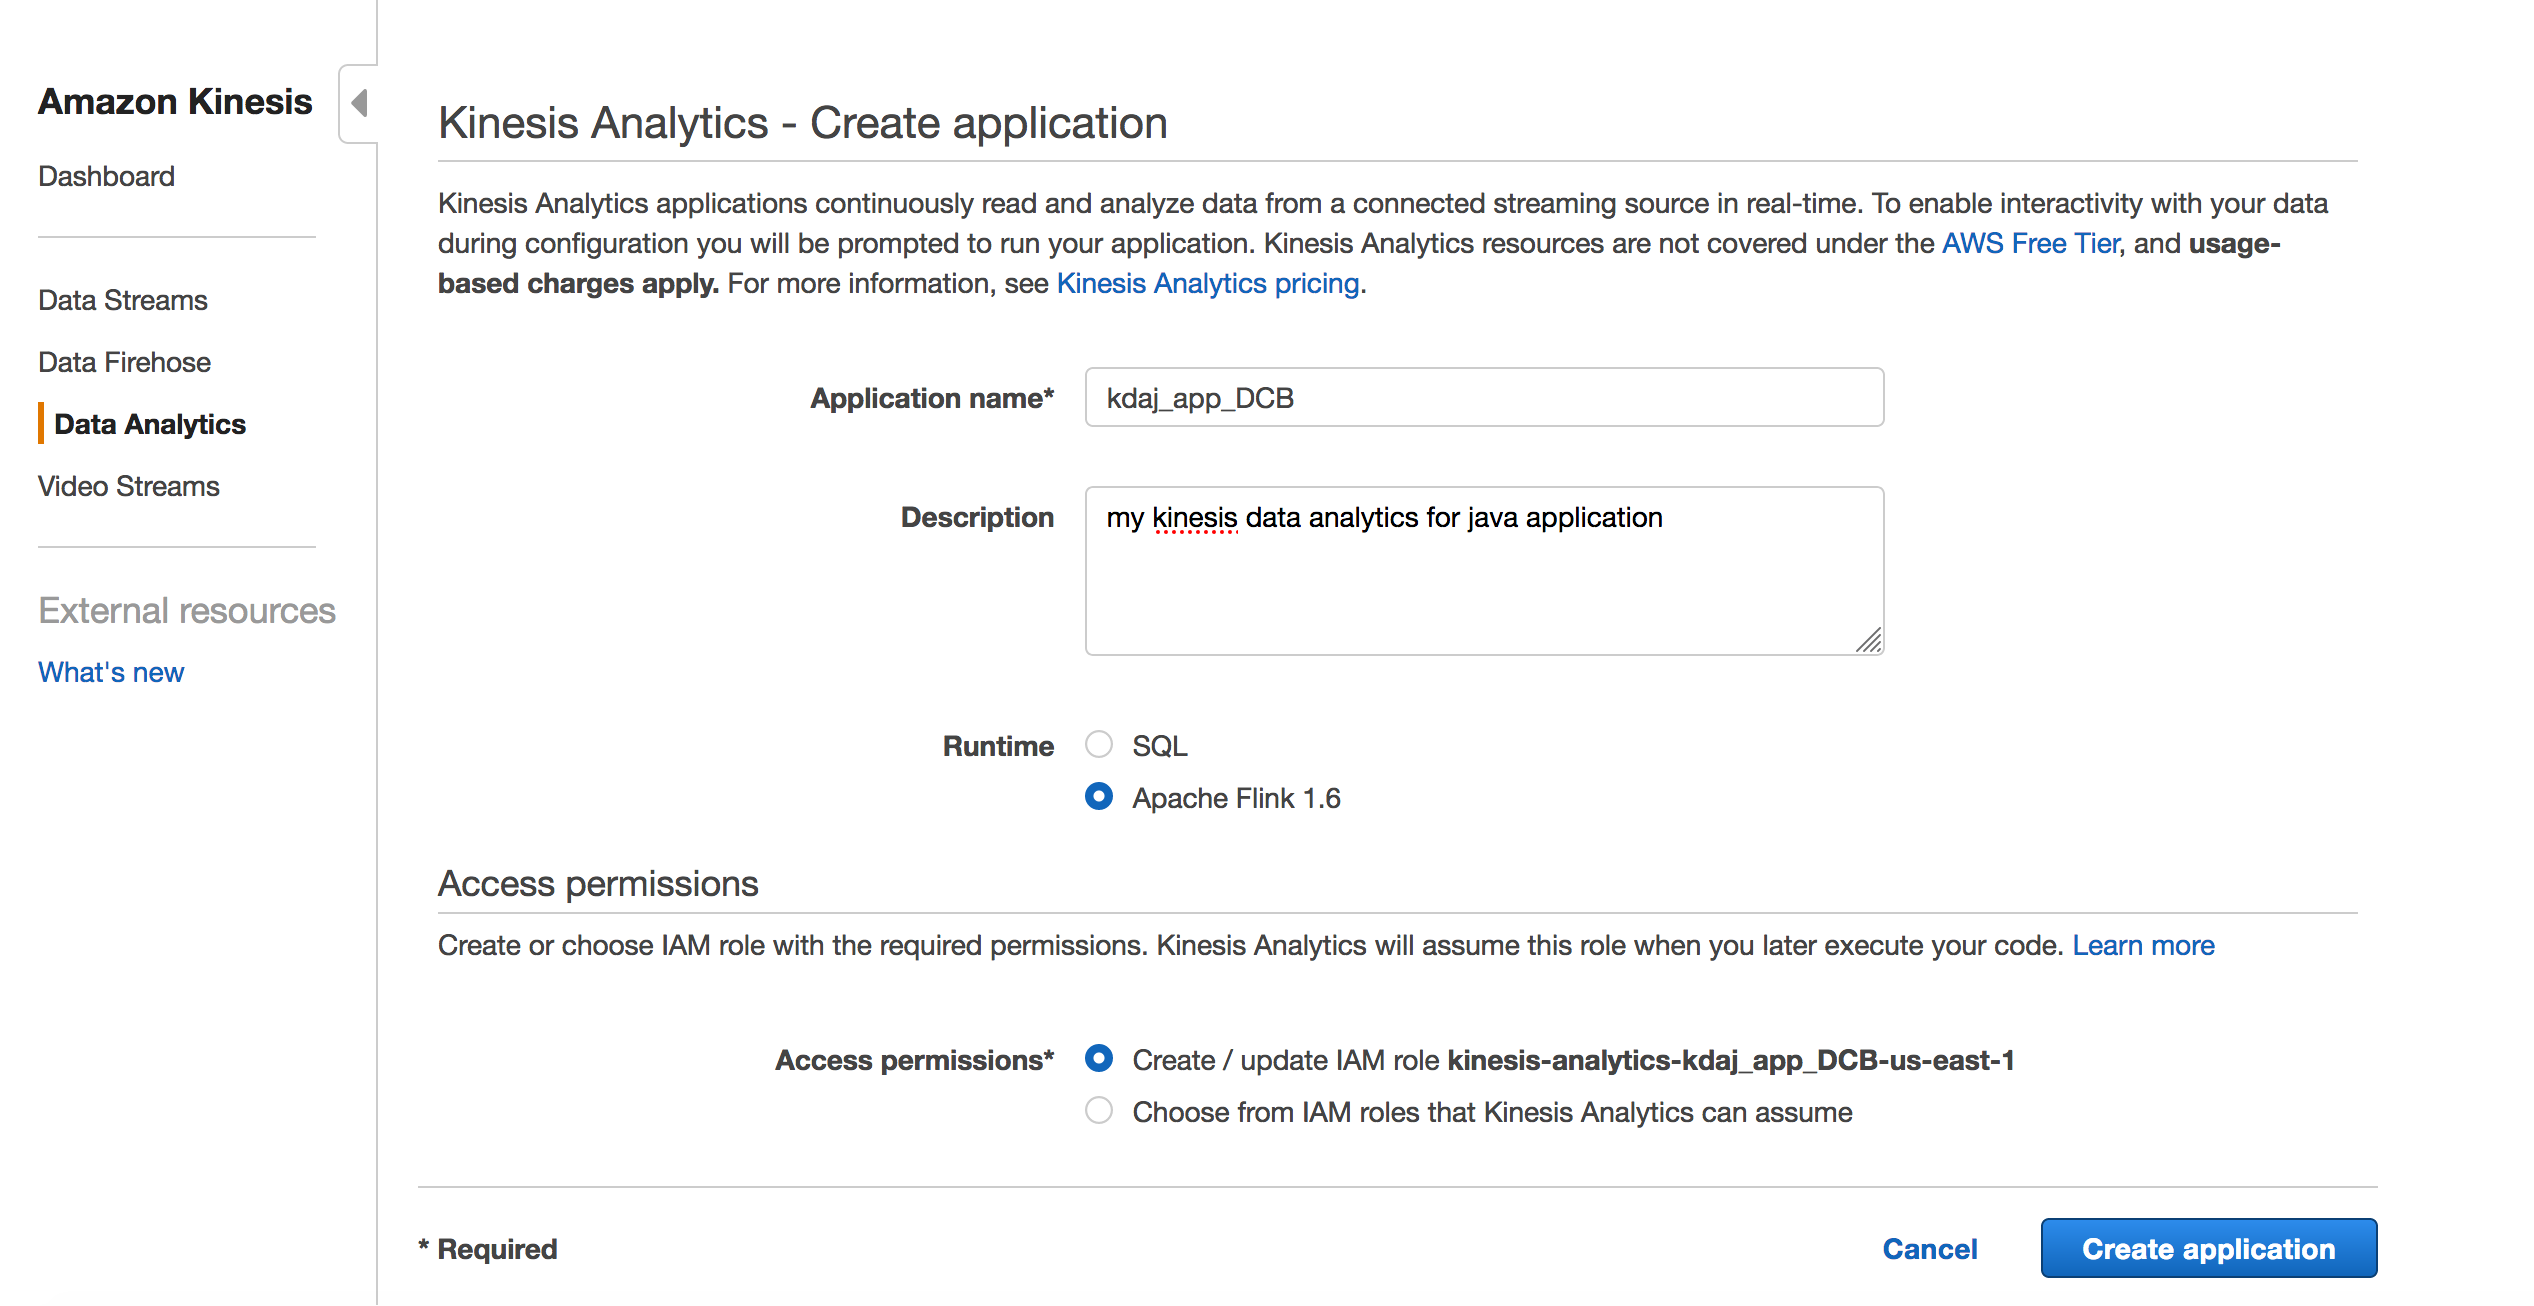 Amazon Kinesis
Dashboard
Data Streams
Data Firehose
Data Analytics
Video Streams
External resources
What's new
Kinesis Analytics - Create application
Kinesis Analytics applications continuously read and analyze data from a connected streaming source in real-time. To enable interactivity with your data
during configuration you will be prompted to run your application. Kinesis Analytics resources are not covered under the AWS Free Tier, and usage-
based charges apply. For more information, see Kinesis Analytics pricing.
Application name* kdaj_app_DCB
Description my kinesis data analytics for java application
Runtime SQL
Apache Flink 1.6
Access permissions
Create or choose IAM role with the required permissions. Kinesis Analytics will assume this role when you later execute your code. Learn more
Access permissions* Create / update IAM role kinesis-analytics-kdaj_app_DCB-us-east-1
Choose from IAM roles that Kinesis Analytics can assume
* Required Cancel Create application